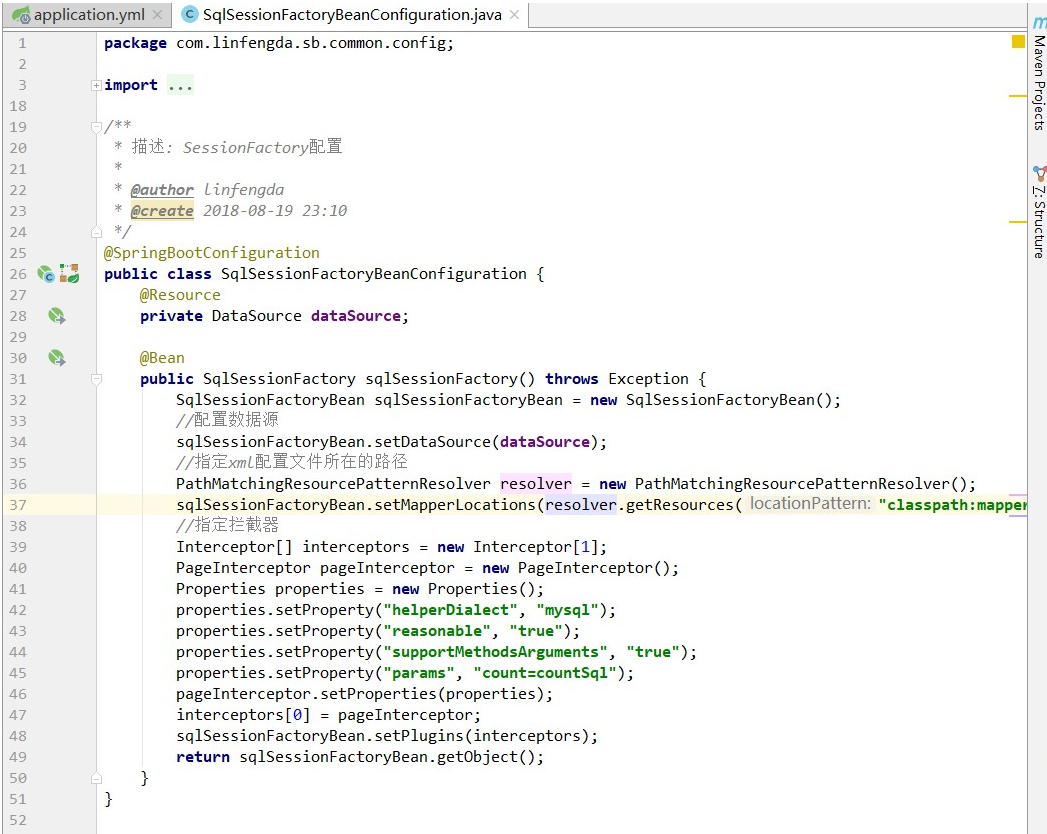 application.yml
SqlSessionFactoryBeanConfiguration.java
1 package com.linfengda.sb.common.config;
2
3 import ...
18
19 /**
20 * 描述: SessionFactory配置
21 *
22 * @author linfengda
23 * @create 2018-08-19 23:10
24 */
25 @SpringBootConfiguration
26 public class SqlSessionFactoryBeanConfiguration {
27 @Resource
28 private DataSource dataSource;
29
30 @Bean
31 public SqlSessionFactory sqlSessionFactory() throws Exception {
32 SqlSessionFactoryBean sqlSessionFactoryBean = new SqlSessionFactoryBean();
33 //配置数据源
34 sqlSessionFactoryBean.setDataSource(dataSource);
35 //指定xml配置文件所在的路径
36 PathMatchingResourcePatternResolver resolver = new PathMatchingResourcePatternResolver();
37 sqlSessionFactoryBean.setMapperLocations(resolver.getResources( locationPattern: "classpath:mapper
38 //指定拦截器
39 Interceptor[] interceptors = new Interceptor[1];
40 PageInterceptor pageInterceptor = new PageInterceptor();
41 Properties properties = new Properties();
42 properties.setProperty("helperDialect", "mysql");
43 properties.setProperty("reasonable", "true");
44 properties.setProperty("supportMethodsArguments", "true");
45 properties.setProperty("params", "count=countSql");
46 pageInterceptor.setProperties(properties);
47 interceptors[0] = pageInterceptor;
48 sqlSessionFactoryBean.setPlugins(interceptors);
49 return sqlSessionFactoryBean.getObject();
50 }
51 }
52
m Maven Projects
7: Structure